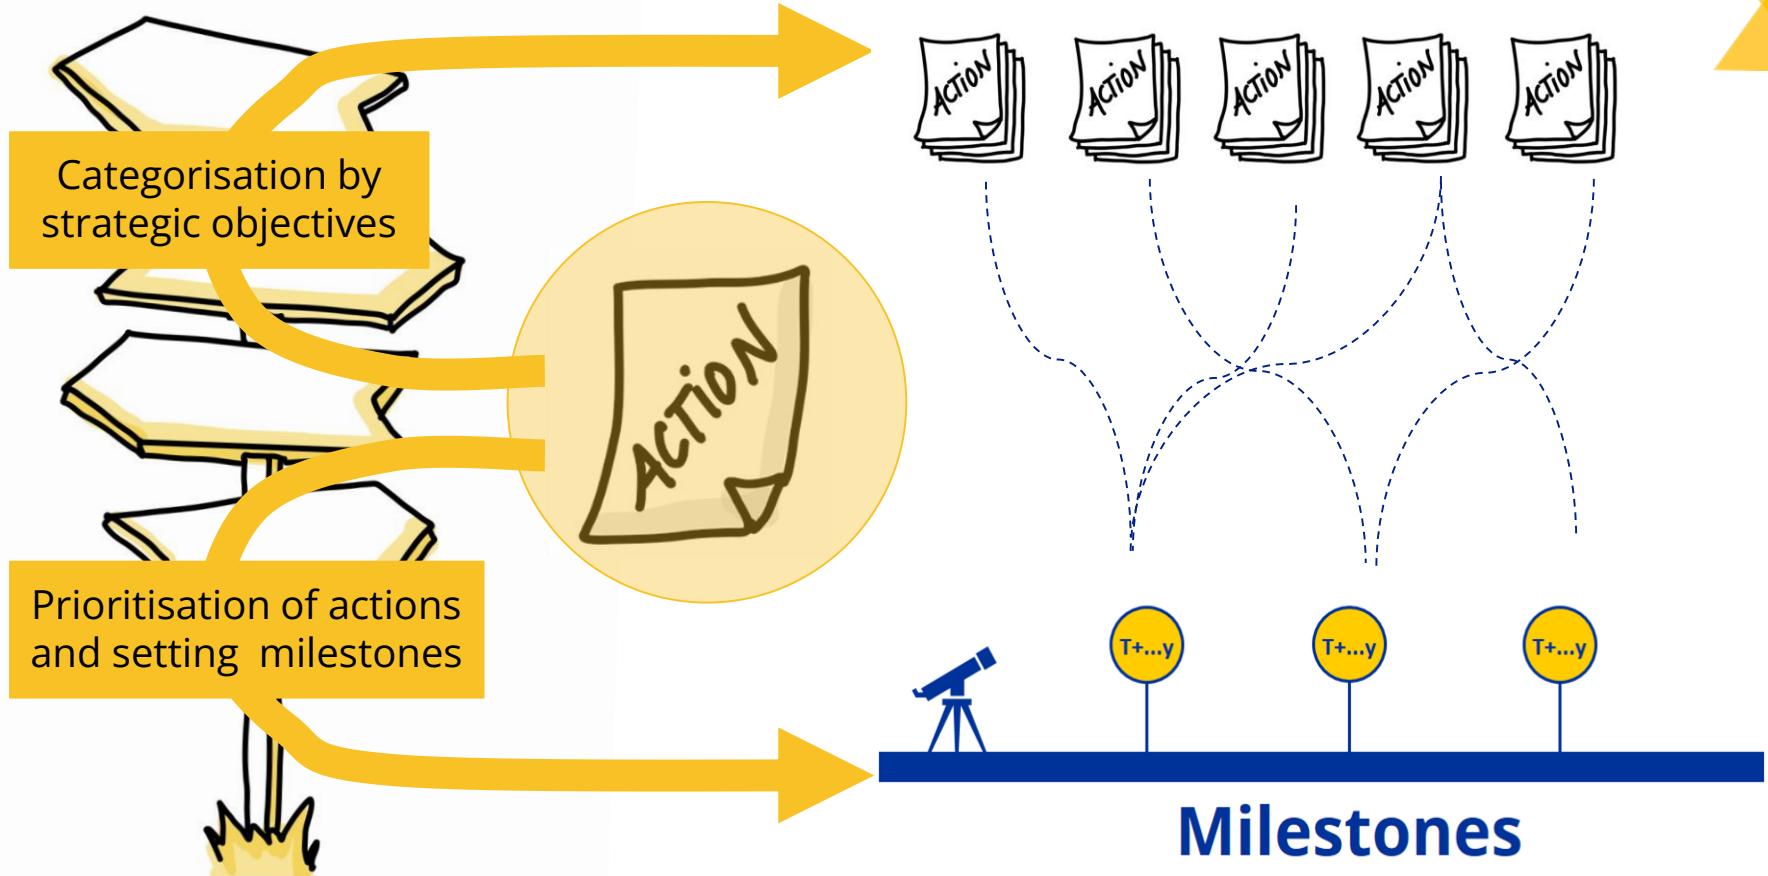 Categorisation by
strategic objectives
ACTION
ACTION
ACTION
ACTION
ACTION
ACTION
Prioritisation of actions
and setting  milestones
T+...y
T+...y
T+...y
Milestones